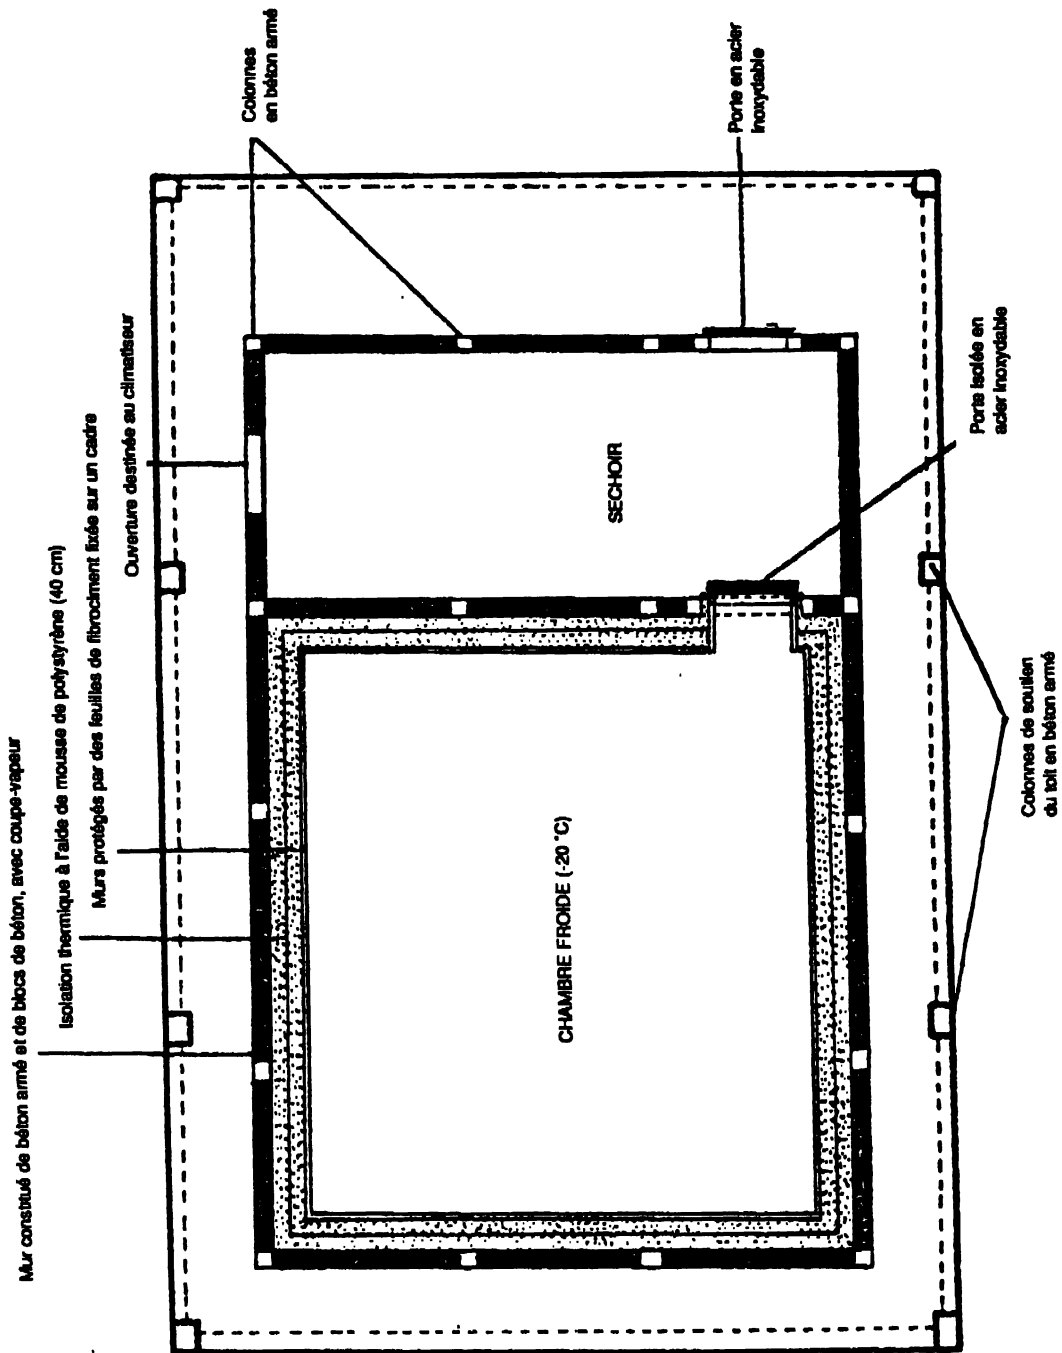 Mur constitué de béton armé et de blocs de béton, avec coupe-vapeur
Isolation thermique à l'aide de mousse de polystyrène (40 cm)
Murs protégés par des feuilles de fibrociment fixée sur un cadre
Ouverture destinée au climatiseur
Colonnes
en béton armé
CHAMBRE FROIDE (-20 °C)
SECHOIR
Porte en acier
inoxydable
Porte isolée en
acier inoxydable
Colonnes de soutien
du toit en béton armé